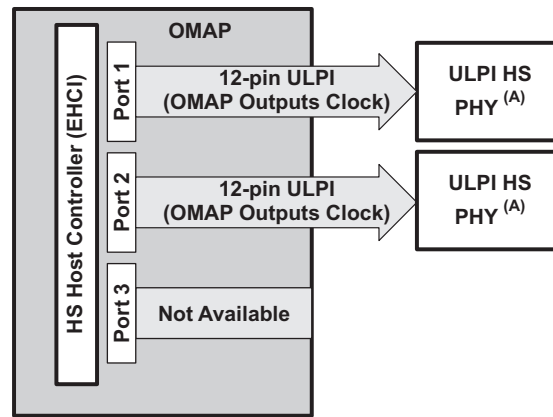 OMAP
HS Host Controller (EHCI)
Port 1
12-pin ULPI
(OMAP Outputs Clock)
ULPI HS
PHY (A)
Port 2
12-pin ULPI
(OMAP Outputs Clock)
ULPI HS
PHY (A)
Port 3
Not Available